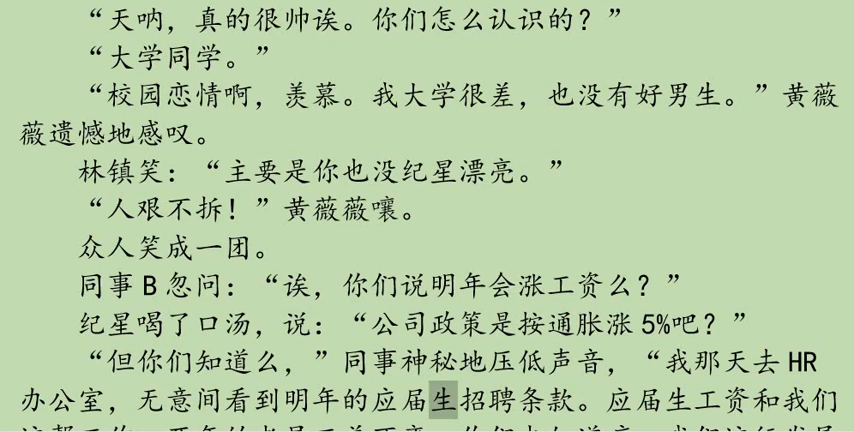 “天呐，真的很帅诶。你们怎么认识的？”
“大学同学。”
“校园恋情啊，羡慕。我大学很差，也没有好男生。”黄薇
薇遗憾地感叹。
林镇笑：“主要是你也没纪星漂亮。”
“人艰不拆！”黄薇薇嚷。
众人笑成一团。
同事 B 忽问：“诶，你们说明年会涨工资么？”
纪星喝了口汤，说：“公司政策是按通胀涨 5%吧？”
“但你们知道么，”同事神秘地压低声音，“我那天去 HR
办公室，无意间看到明年的应届生招聘条款。应届生工资和我们